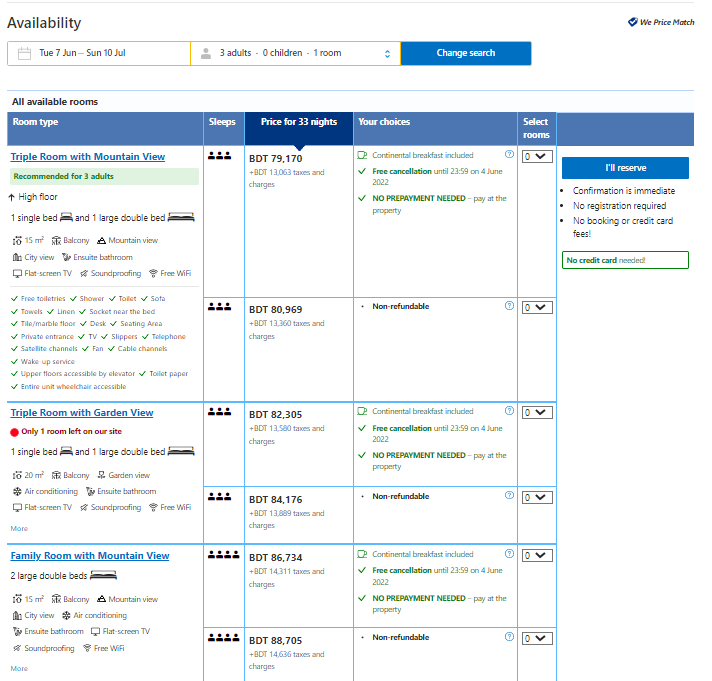 Availability
We Price Match
Tue 7 Jun — Sun 10 Jul
3 adults · 0 children · 1 room
Change search
All available rooms
Room type
Sleeps
Price for 33 nights
Your choices
Select
rooms
Triple Room with Mountain View
Recommended for 3 adults
High floor
1 single bed and 1 large double bed
15 m² Balcony Mountain view
City view Ensuite bathroom
Flat-screen TV Soundproofing Free WiFi
Free toiletries Shower Toilet Sofa
Towels Linen Socket near the bed
Tile/marble floor Desk Seating Area
Private entrance TV Slippers Telephone
Satellite channels Fan Cable channels
Wake-up service
Upper floors accessible by elevator Toilet paper
Entire unit wheelchair accessible
BDT 79,170
+BDT 13,063 taxes and
charges
Continental breakfast included
Free cancellation until 23:59 on 4 June
2022
NO PREPAYMENT NEEDED – pay at the
property
0
I'll reserve
• Confirmation is immediate
• No registration required
• No booking or credit card
fees!
No credit card needed!
BDT 80,969
+BDT 13,360 taxes and
charges
• Non-refundable
0
Triple Room with Garden View
Only 1 room left on our site
1 single bed and 1 large double bed
20 m² Balcony Garden view
Air conditioning Ensuite bathroom
Flat-screen TV Soundproofing Free WiFi
More
BDT 82,305
+BDT 13,580 taxes and
charges
Continental breakfast included
Free cancellation until 23:59 on 4 June
2022
NO PREPAYMENT NEEDED – pay at the
property
0
BDT 84,176
+BDT 13,889 taxes and
charges
• Non-refundable
0
Family Room with Mountain View
2 large double beds
15 m² Balcony Mountain view
City view Air conditioning
Ensuite bathroom Flat-screen TV
Soundproofing Free WiFi
More
BDT 86,734
+BDT 14,311 taxes and
charges
Continental breakfast included
Free cancellation until 23:59 on 4 June
2022
NO PREPAYMENT NEEDED – pay at the
property
0
BDT 88,705
+BDT 14,636 taxes and
charges
• Non-refundable
0